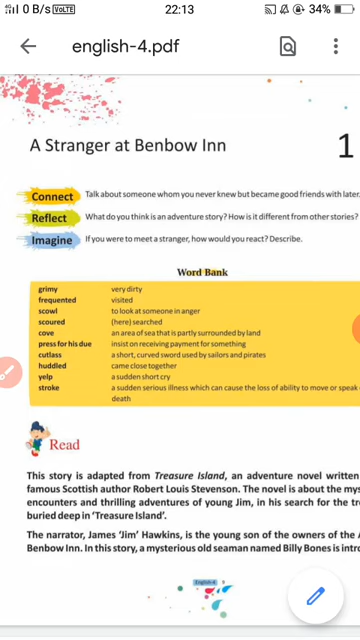 0 B/s VoLTE 22:13 34%
english-4.pdf
A Stranger at Benbow Inn 1
Connect Talk about someone whom you never knew but became good friends with later.
Reflect What do you think is an adventure story? How is it different from other stories?
Imagine If you were to meet a stranger, how would you react? Describe.
Word Bank
grimy very dirty
frequented visited
scowl to look at someone in anger
scoured (here) searched
cove an area of sea that is partly surrounded by land
press for his due insist on receiving payment for something
cutlass a short, curved sword used by sailors and pirates
huddled came close together
yelp a sudden short cry
stroke a sudden serious illness which can cause the loss of ability to move or speak
death
Read
This story is adapted from Treasure Island, an adventure novel written
famous Scottish author Robert Louis Stevenson. The novel is about the
encounters and thrilling adventures of young Jim, in his search for the
buried deep in ‘Treasure Island’.
The narrator, James ‘Jim’ Hawkins, is the young son of the owners of the
Benbow Inn. In this story, a mysterious old seaman named Billy Bones is
English-4